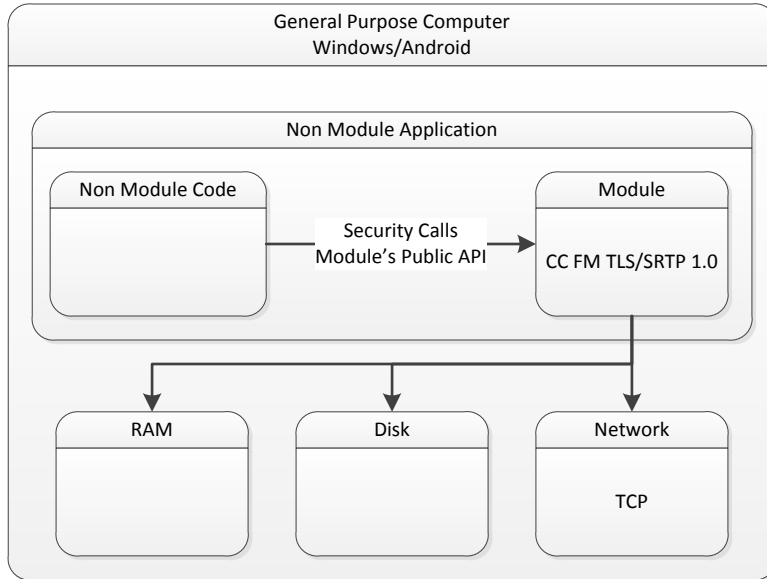 General Purpose Computer
Windows/Android
Non Module Application
Non Module Code
Module
Security Calls
Module's Public API
CC FM TLS/SRTP 1.0
RAM
Disk
Network
TCP